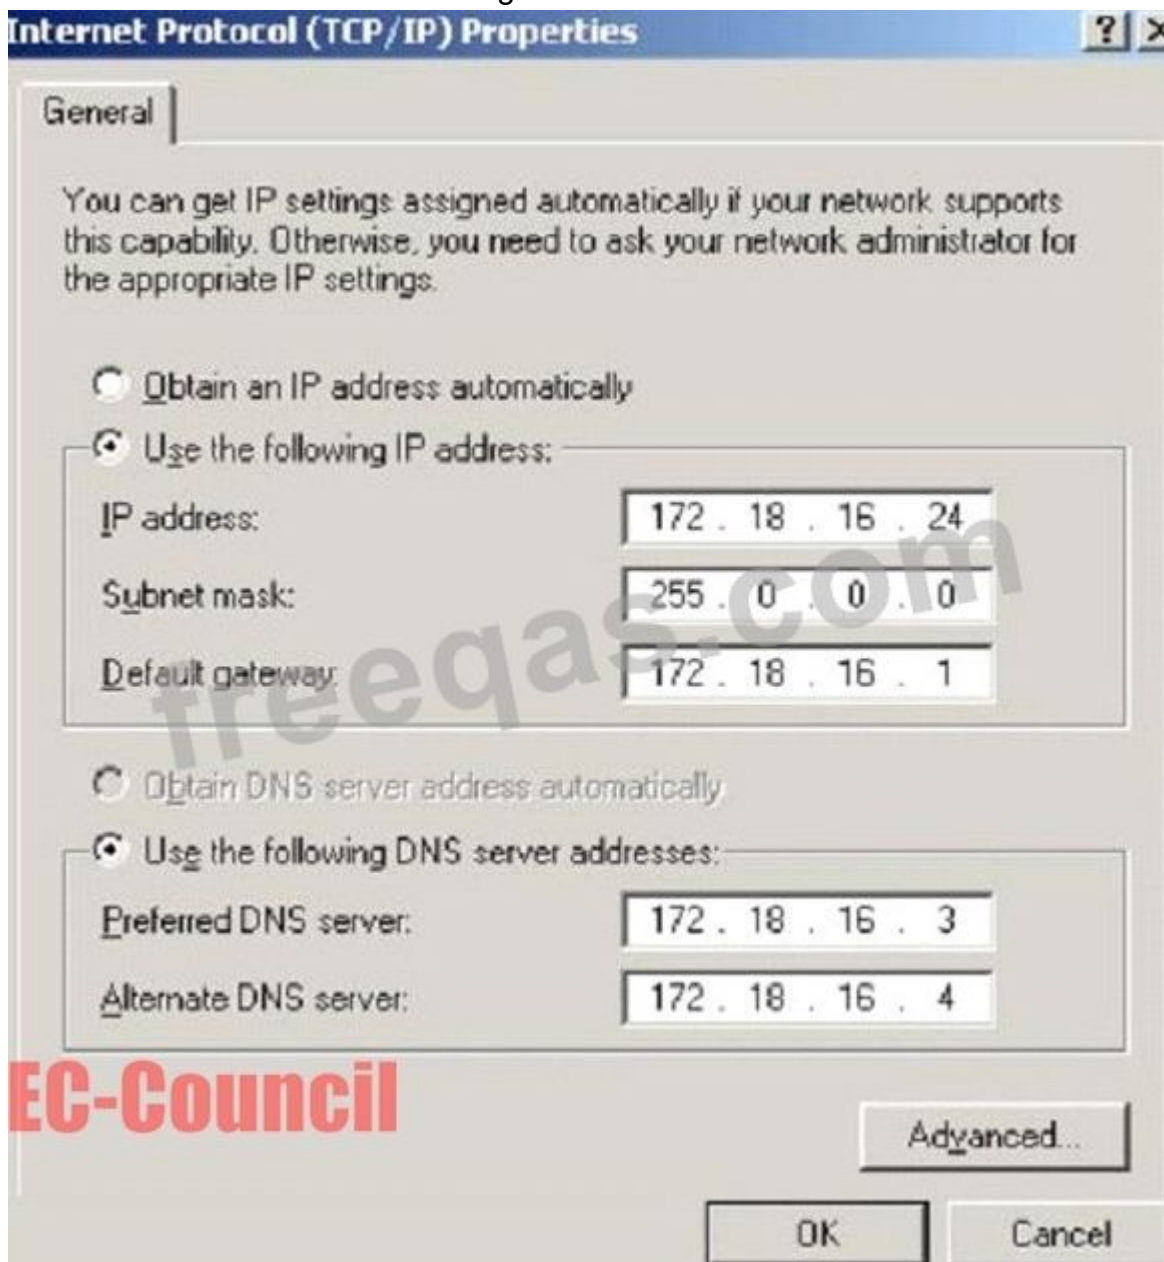 Internet Protocol (TCP/IP) Properties
General
You can get IP settings assigned automatically if your network supports
this capability. Otherwise, you need to ask your network administrator for
the appropriate IP settings.
Obtain an IP address automatically
Use the following IP address:
IP address: 172 . 18 . 16 . 24
Subnet mask: 255 . 0 . 0 . 0
Default gateway: 172 . 18 . 16 . 1
freeqas.com
Obtain DNS server address automatically
Use the following DNS server addresses:
Preferred DNS server: 172 . 18 . 16 . 3
Alternate DNS server: 172 . 18 . 16 . 4
EC-Council
Advanced...
OK Cancel